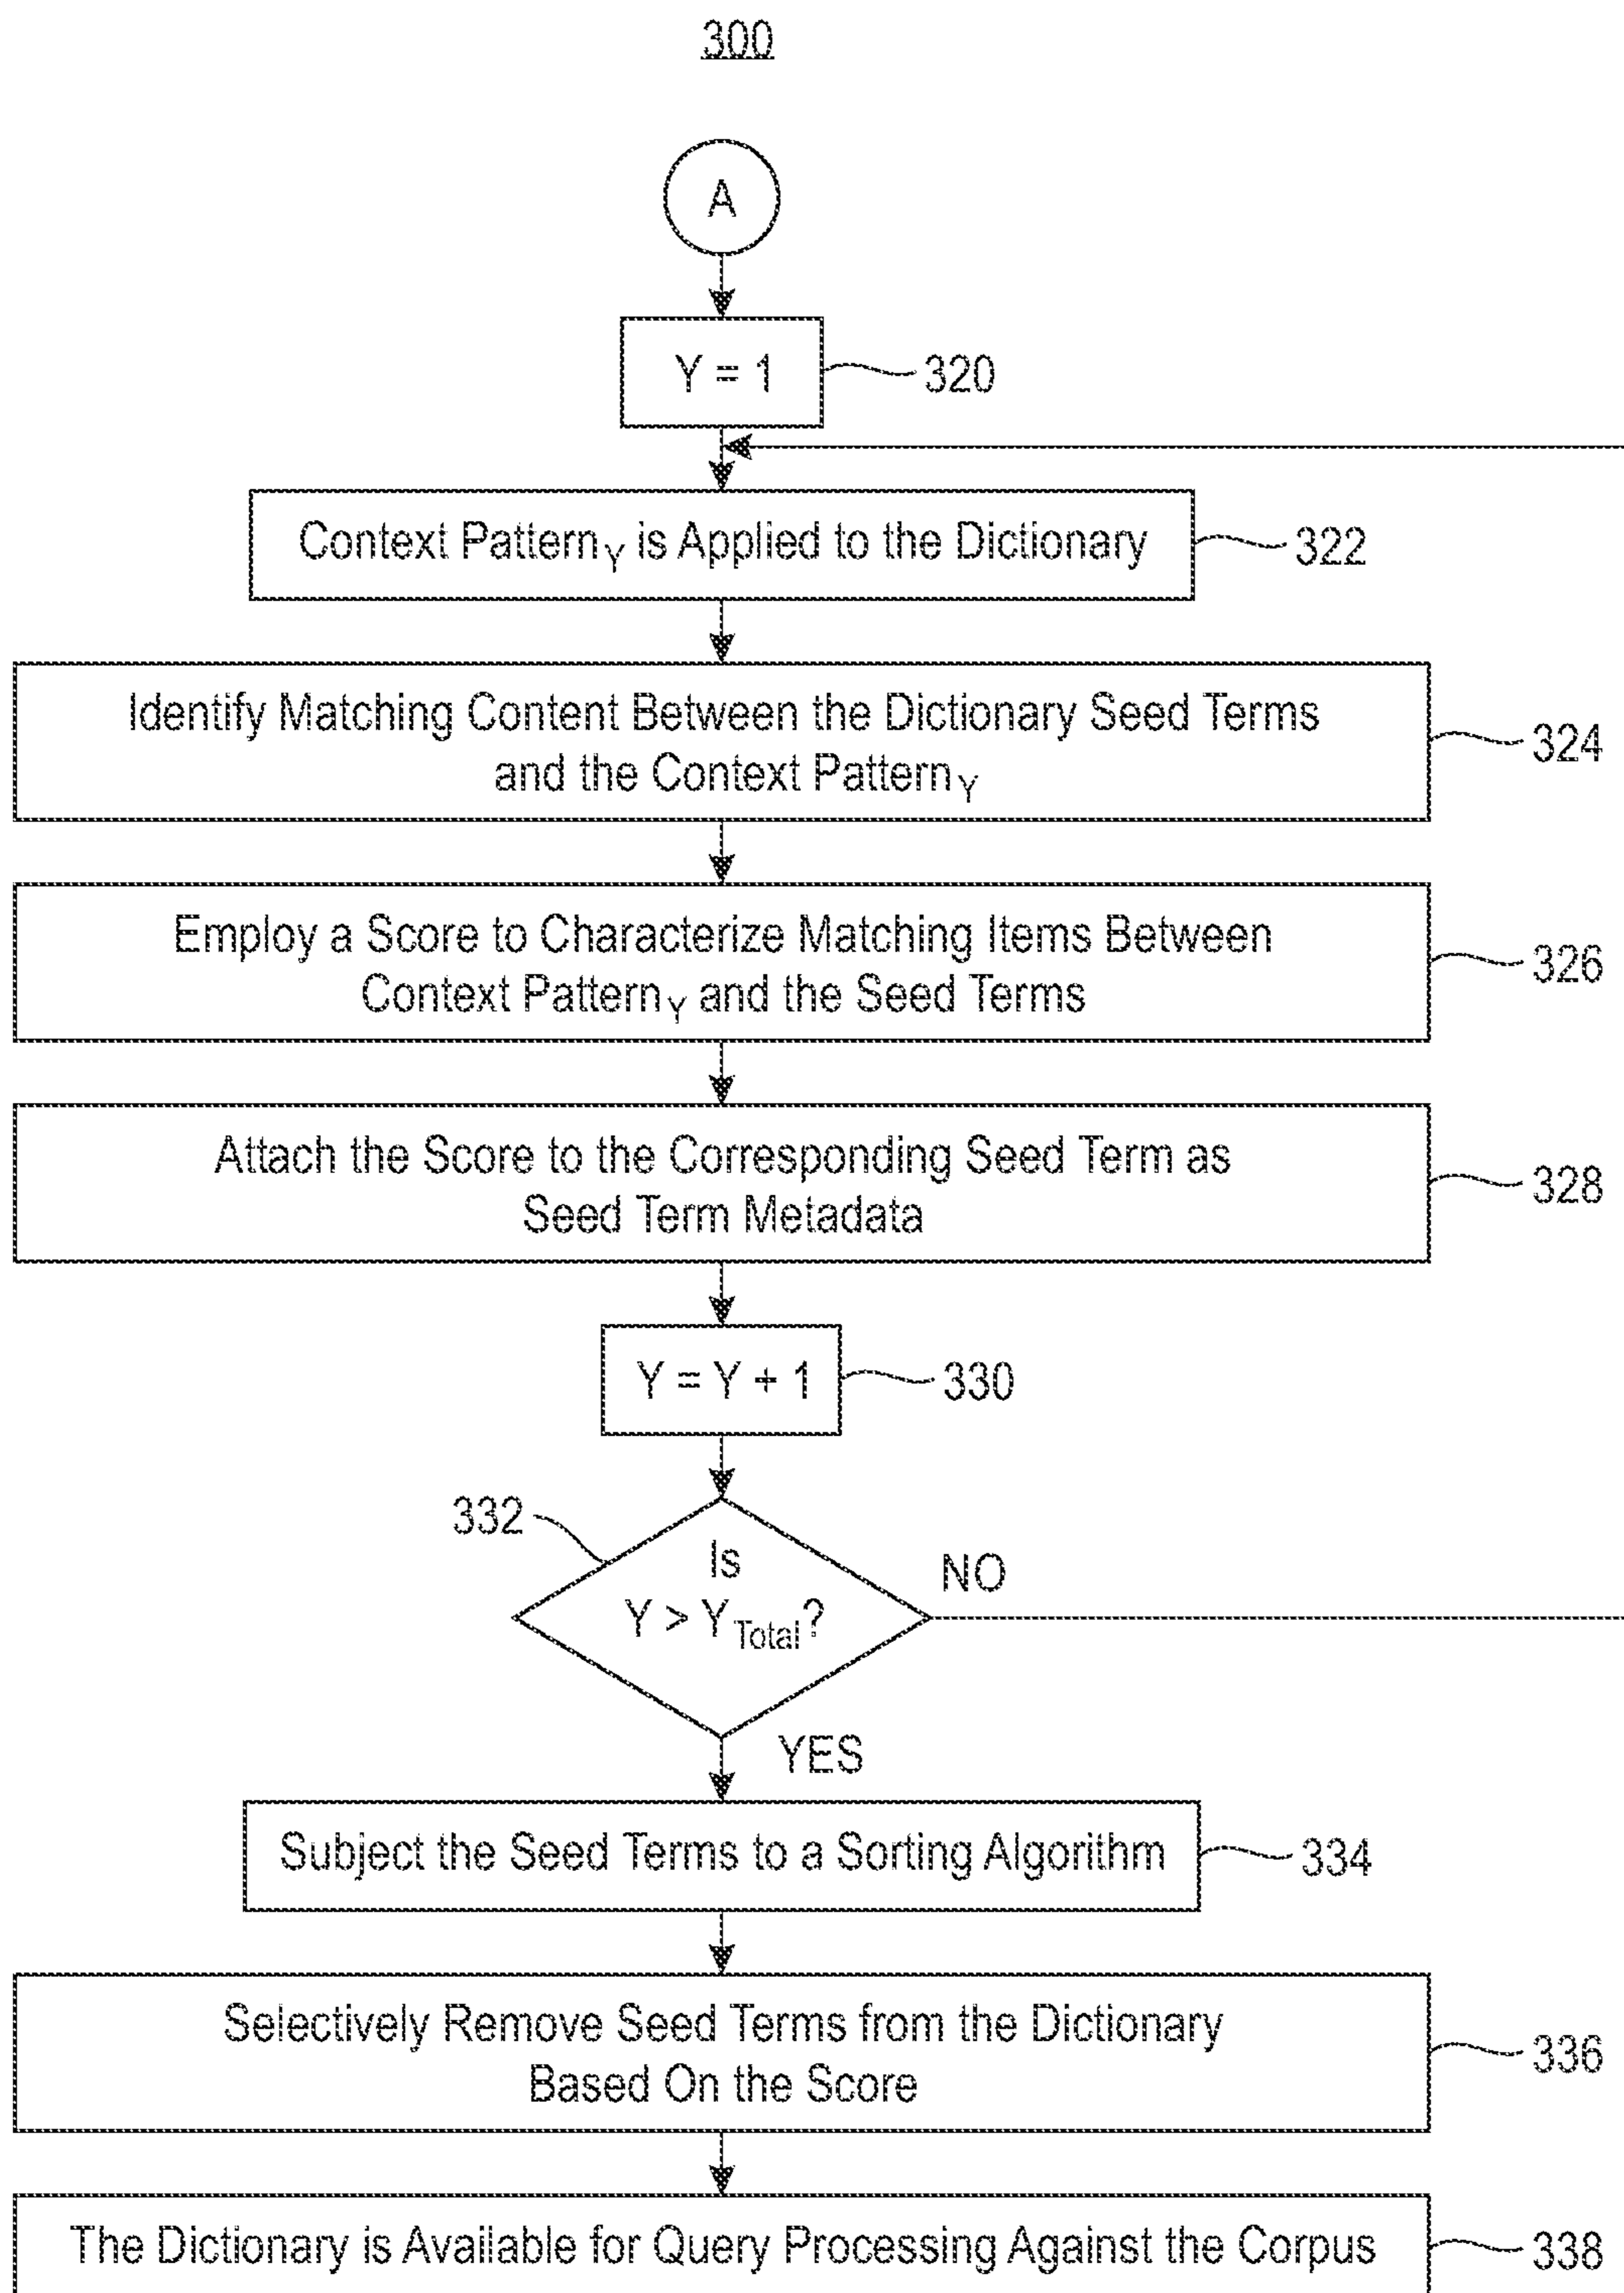 300
A
Y = 1
320
Context Pattern Y is Applied to the Dictionary
322
Identify Matching Content Between the Dictionary Seed Terms
and the Context Pattern Y
324
Employ a Score to Characterize Matching Items Between
Context Pattern Y and the Seed Terms
326
Attach the Score to the Corresponding Seed Term as
Seed Term Metadata
328
Y = Y + 1
330
332
Is
Y > Y Total?
NO
YES
Subject the Seed Terms to a Sorting Algorithm
334
Selectively Remove Seed Terms from the Dictionary
Based On the Score
336
The Dictionary is Available for Query Processing Against the Corpus
338